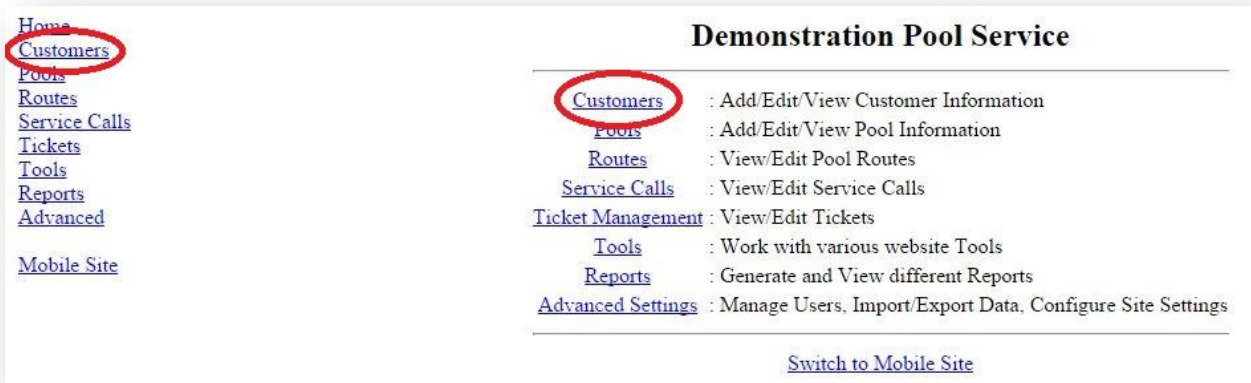 Home
Customers
Pools
Routes
Service Calls
Tickets
Tools
Reports
Advanced
Mobile Site
Demonstration Pool Service
Customers : Add/Edit/View Customer Information
Pools : Add/Edit/View Pool Information
Routes : View/Edit Pool Routes
Service Calls : View/Edit Service Calls
Ticket Management : View/Edit Tickets
Tools : Work with various website Tools
Reports : Generate and View different Reports
Advanced Settings : Manage Users, Import/Export Data, Configure Site Settings
Switch to Mobile Site